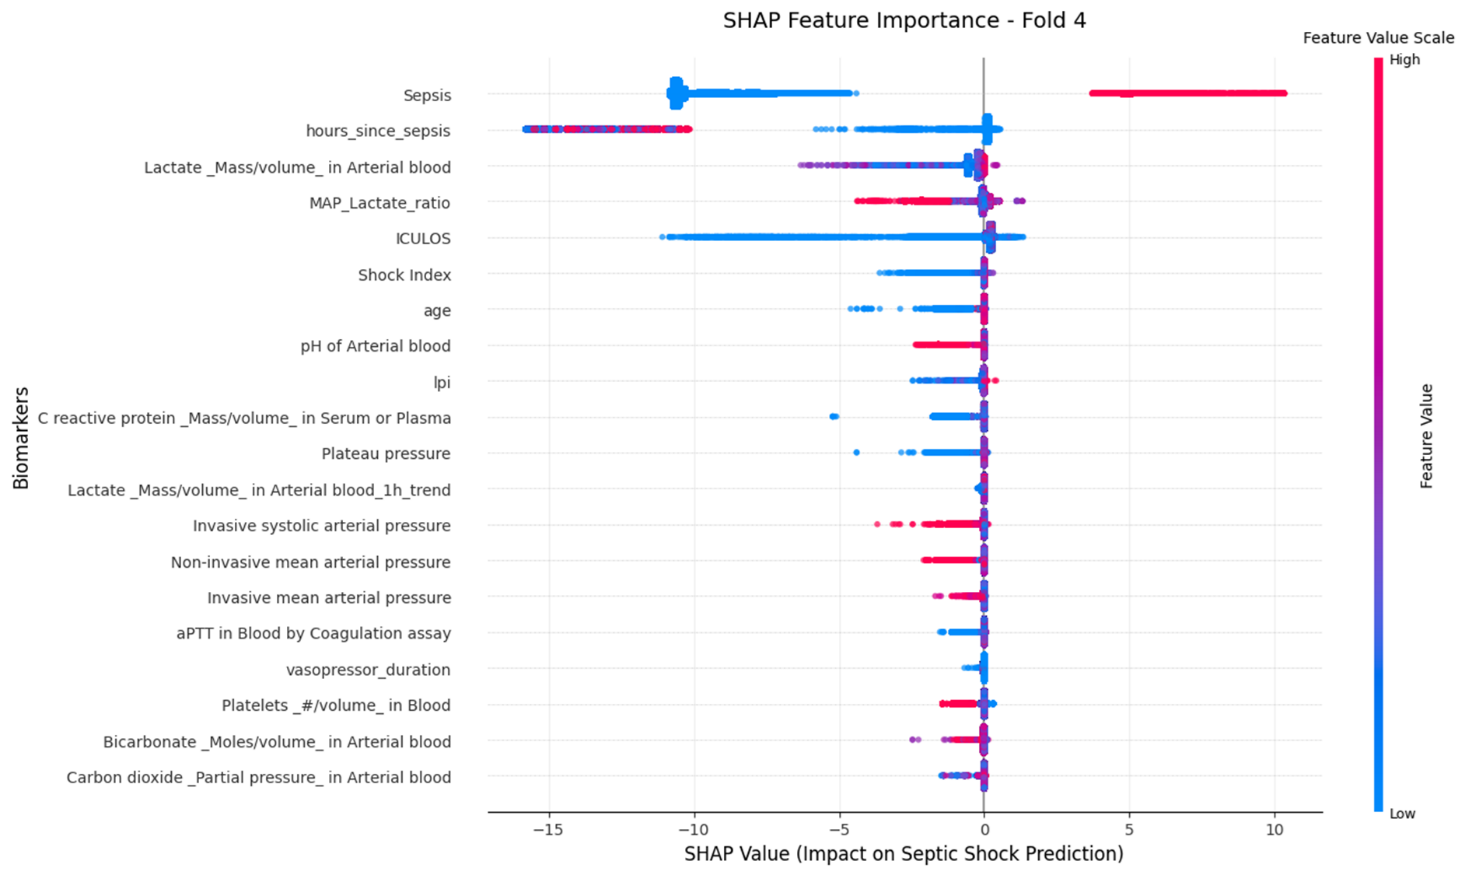 SHAP Feature Importance - Fold 4
Feature Value Scale
High
Sepsis
hours_since_sepsis
Lactate _Mass/volume_ in Arterial blood
MAP_Lactate_ratio
ICULOS
Shock Index
age
pH of Arterial blood
lpi
C reactive protein _Mass/volume_ in Serum or Plasma
Plateau pressure
Lactate _Mass/volume_ in Arterial blood_1h_trend
Invasive systolic arterial pressure
Non-invasive mean arterial pressure
Invasive mean arterial pressure
aPTT in Blood by Coagulation assay
vasopressor_duration
Platelets _#/volume_ in Blood
Bicarbonate _Moles/volume_ in Arterial blood
Carbon dioxide _Partial pressure_ in Arterial blood
Biomarkers
Feature Value
Low
−15 −10 −5 0 5 10
SHAP Value (Impact on Septic Shock Prediction)